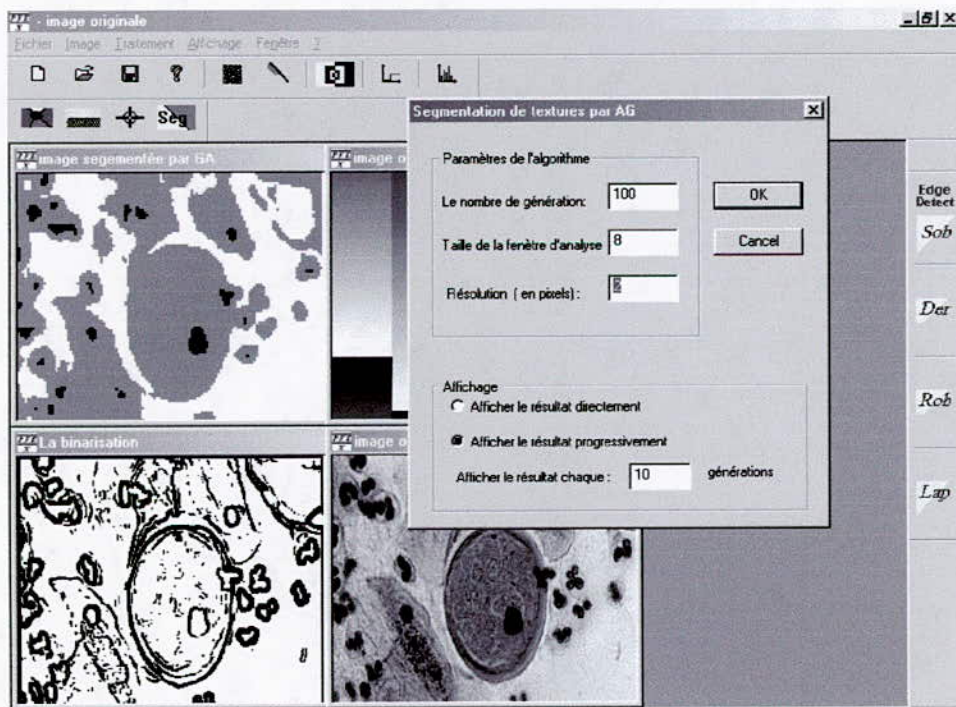 - image originale
Fichier Image Traitement Affichage Fenêtre ?
Seg
image segementée par GA
image o
Segmentation de textures par AG
Paramètres de l'algorithme
Le nombre de génération: 100
Taille de la fenêtre d'analyse 8
Résolution ( en pixels) :
OK
Cancel
Affichage
Afficher le résultat directement
Afficher le résultat progressivement
Afficher le résultat chaque : 10 générations
Edge
Detect
Sob
Der
Rob
Lap
La binarisation
image o